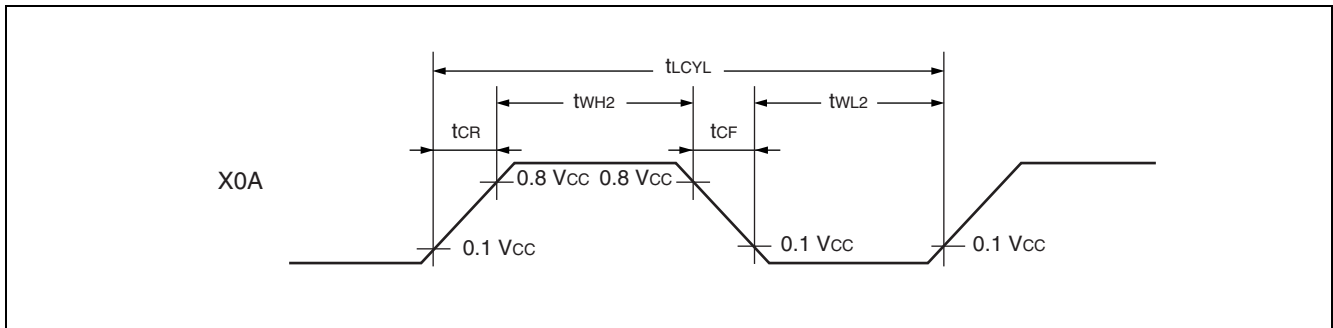 tLCYL
tWH2
tWL2
tCR
tCF
X0A
0.8 VCC
0.8 VCC
0.1 VCC
0.1 VCC
0.1 VCC